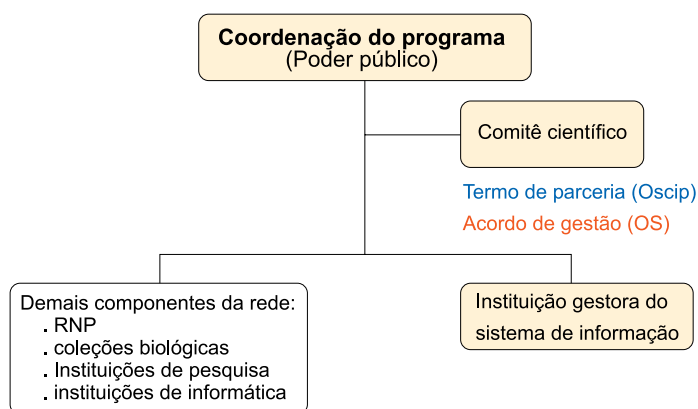 Coordenação do programa
(Poder público)
Comitê científico
Termo de parceria (Oscip)
Acordo de gestão (OS)
Demais componentes da rede:
. RNP
. coleções biológicas
. Instituições de pesquisa
. instituições de informática
Instituição gestora do
sistema de informação